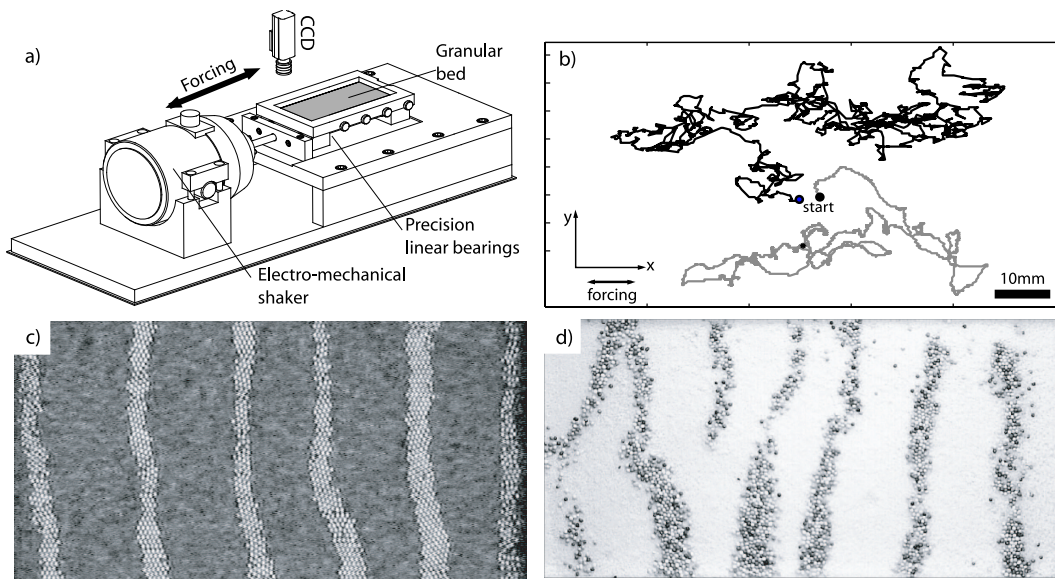 a)
Forcing
CCD
Granular
bed
Precision
linear bearings
Electro-mechanical
shaker
b)
start
y
x
forcing
10mm
c)
d)